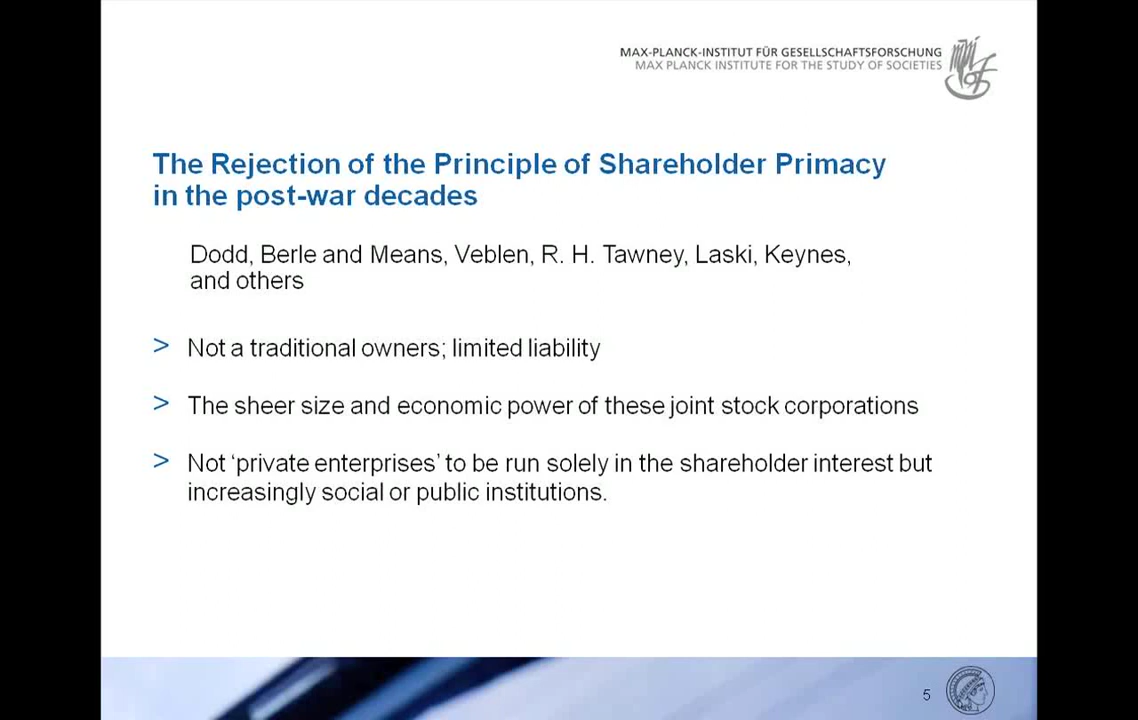 MAX-PLANCK-INSTITUT FÜR GESELLSCHAFTSFORSCHUNG
MAX PLANCK INSTITUTE FOR THE STUDY OF SOCIETIES
The Rejection of the Principle of Shareholder Primacy
in the post-war decades
Dodd, Berle and Means, Veblen, R. H. Tawney, Laski, Keynes,
and others
> Not a traditional owners; limited liability
> The sheer size and economic power of these joint stock corporations
> Not ‘private enterprises’ to be run solely in the shareholder interest but
increasingly social or public institutions.
5